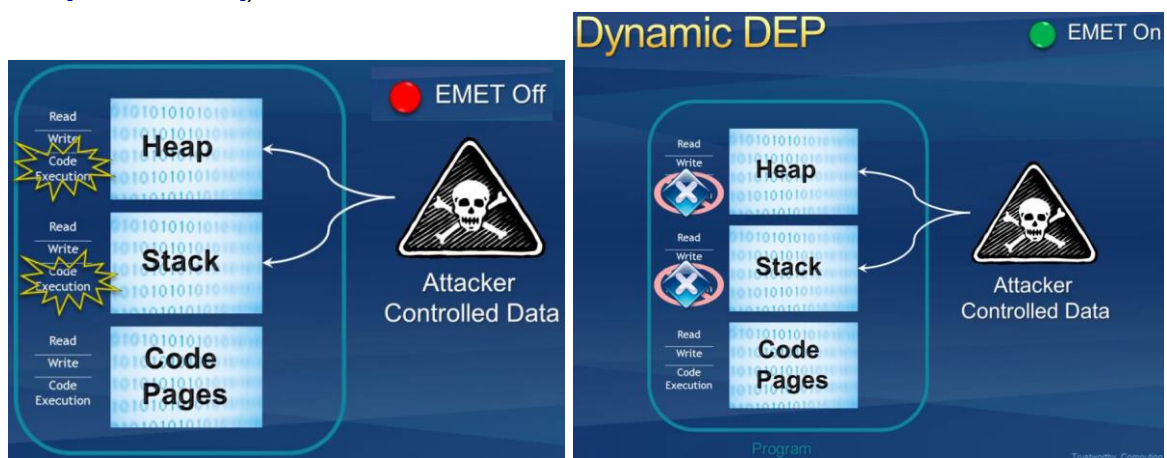 EMET Off
Read
Write
Code
Execution
Heap
Read
Write
Code
Execution
Stack
Read
Write
Code
Execution
Code
Pages
Attacker
Controlled Data
Dynamic DEP
EMET On
Read
Write
Heap
Read
Write
Stack
Read
Write
Code
Execution
Code
Pages
Attacker
Controlled Data
Program
Trustworthy Computing